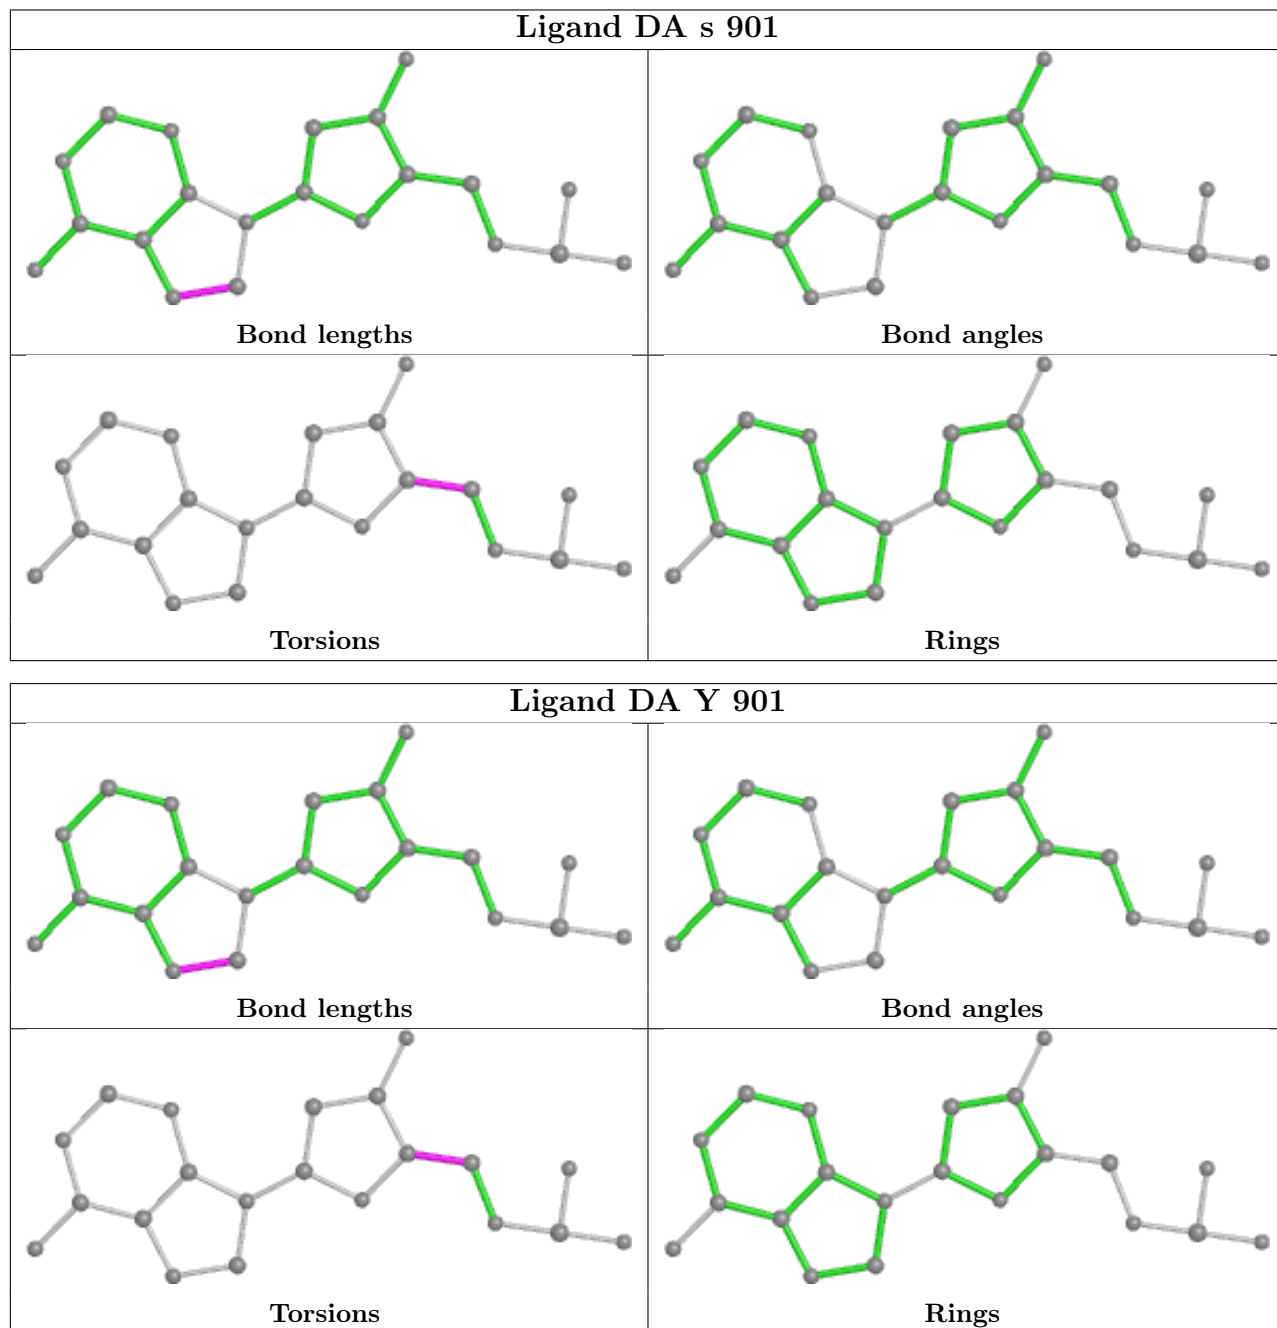 Ligand DA s 901
Bond lengths
Bond angles
Torsions
Rings
Ligand DA Y 901
Bond lengths
Bond angles
Torsions
Rings